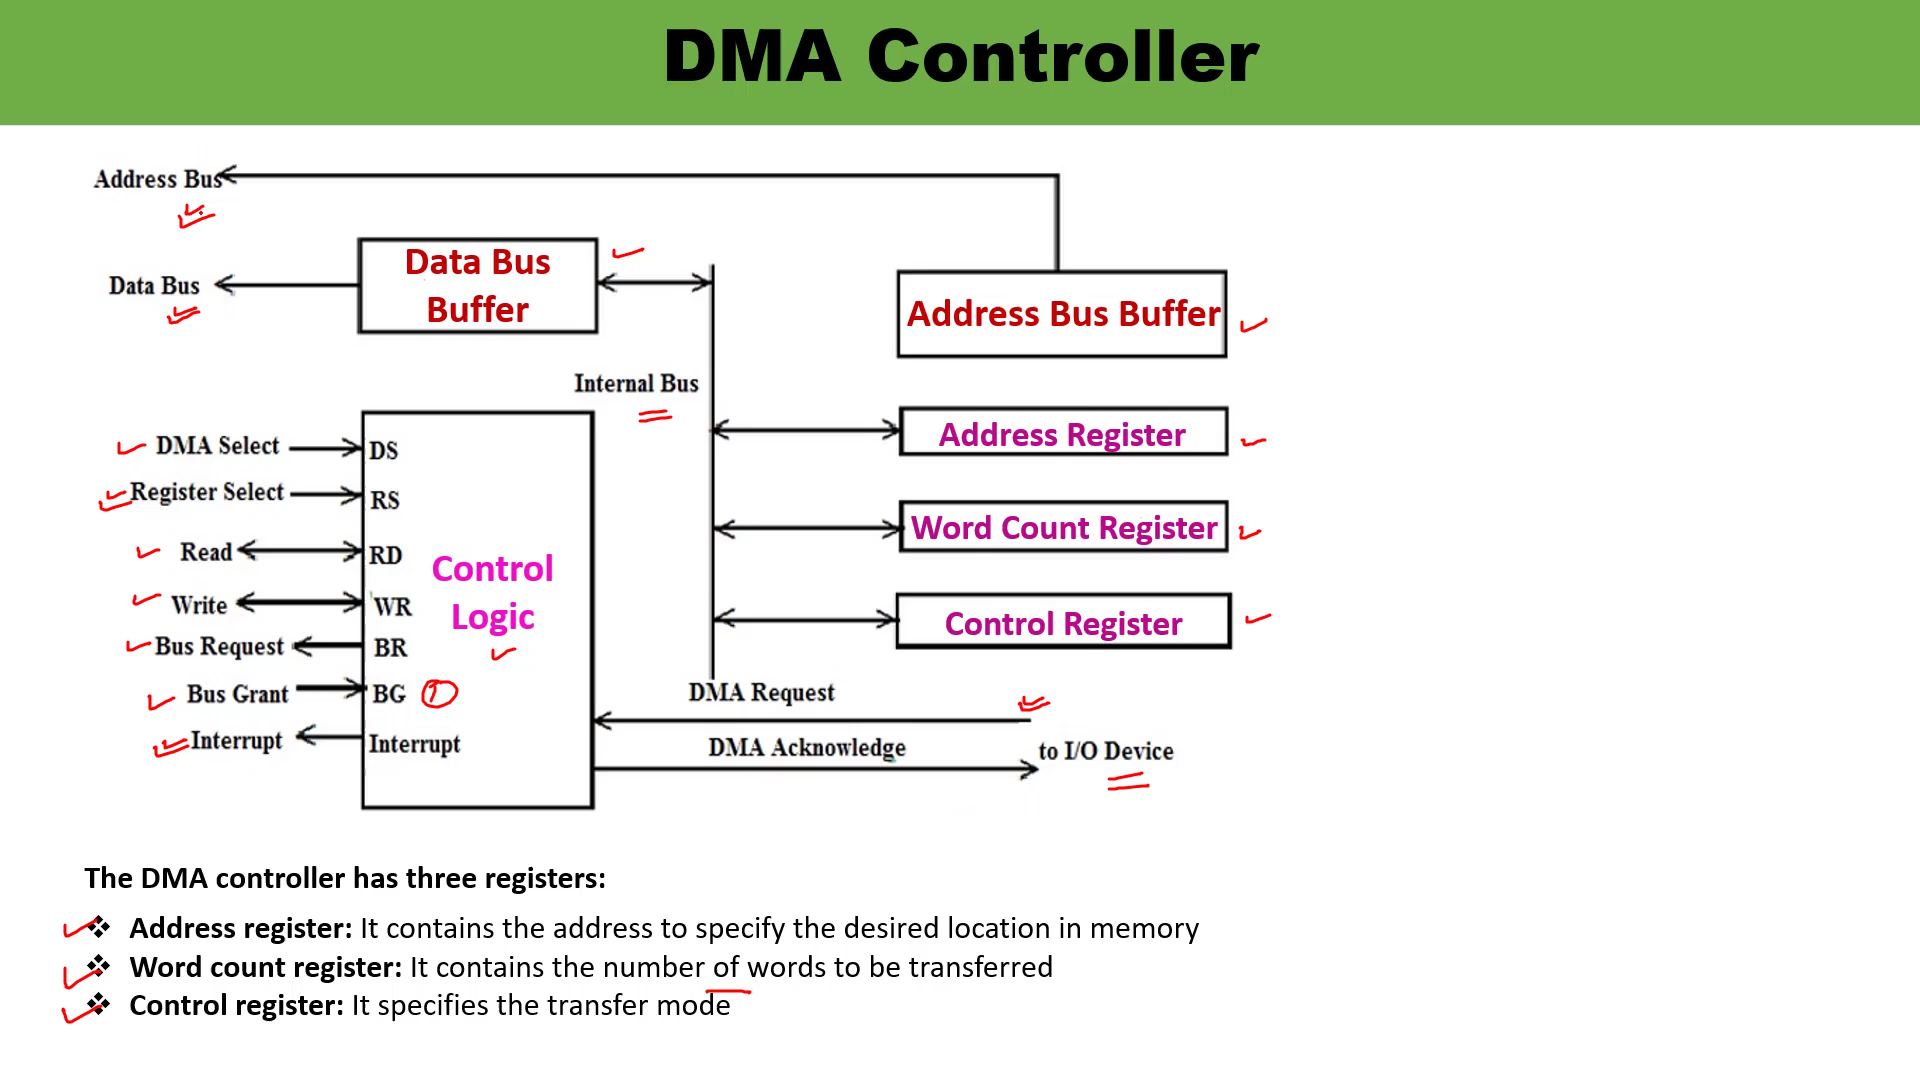 DMA Controller
Address Bus
Data Bus
Data Bus
Buffer
Address Bus Buffer
Internal Bus
Address Register
Word Count Register
Control Register
DMA Select
DS
Register Select
RS
Read
RD
Write
WR
Bus Request
BR
Bus Grant
BG
Interrupt
Interrupt
Control
Logic
DMA Request
DMA Acknowledge
to I/O Device
The DMA controller has three registers:
❖ Address register: It contains the address to specify the desired location in memory
❖ Word count register: It contains the number of words to be transferred
❖ Control register: It specifies the transfer mode